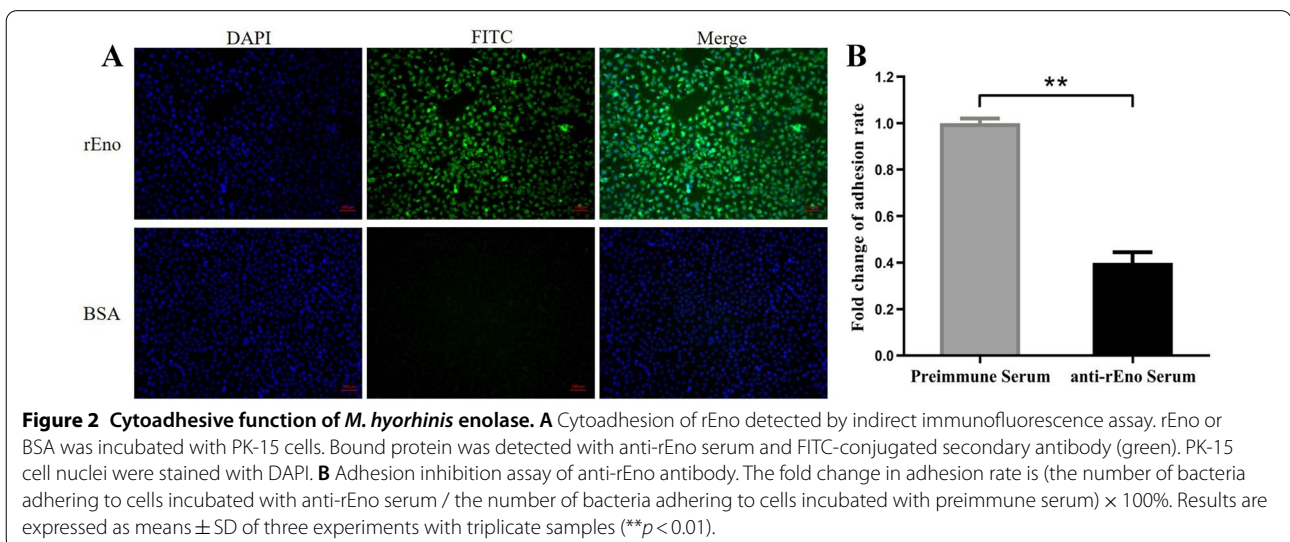 A
DAPI
FITC
Merge
rEno
BSA
B
Fold change of adhesion rate
1.2
1.0
0.8
0.6
0.4
0.2
0.0
**
Preimmune Serum
anti-rEno Serum
Figure 2 Cytoadhesive function of M. hyorhinis enolase. A Cytoadhesion of rEno detected by indirect immunofluorescence assay. rEno or
BSA was incubated with PK-15 cells. Bound protein was detected with anti-rEno serum and FITC-conjugated secondary antibody (green). PK-15
cell nuclei were stained with DAPI. B Adhesion inhibition assay of anti-rEno antibody. The fold change in adhesion rate is (the number of bacteria
adhering to cells incubated with anti-rEno serum / the number of bacteria adhering to cells incubated with preimmune serum) × 100%. Results are
expressed as means ± SD of three experiments with triplicate samples (**p < 0.01).